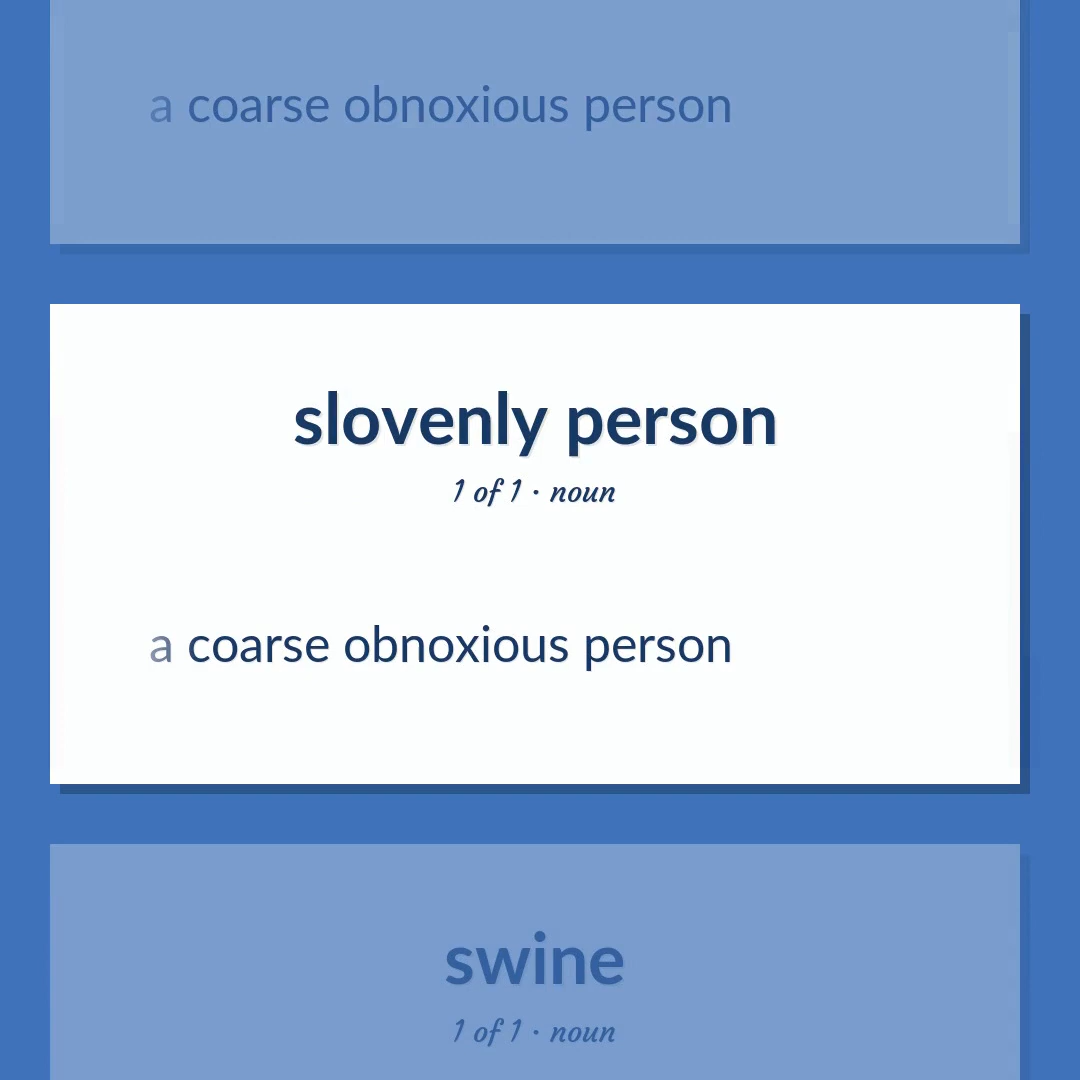 a coarse obnoxious person
slovenly person
1 of 1 · noun
a coarse obnoxious person
swine
1 of 1 · noun